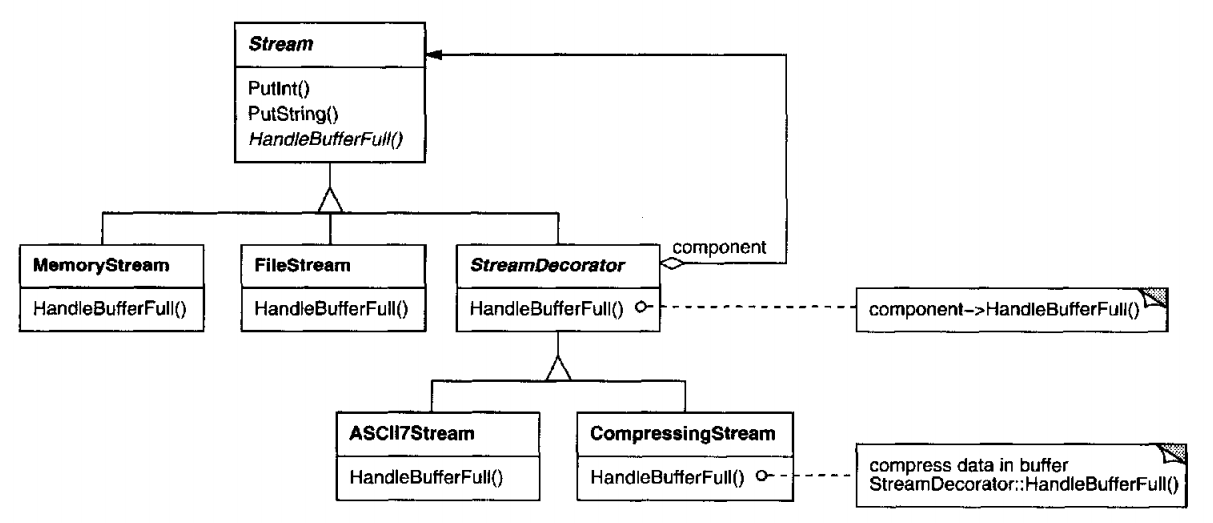 Stream
PutInt()
PutString()
HandleBufferFull()
component
MemoryStream
FileStream
StreamDecorator
HandleBufferFull()
HandleBufferFull()
HandleBufferFull()
component->HandleBufferFull()
ASCII7Stream
CompressingStream
HandleBufferFull()
HandleBufferFull()
compress data in buffer
StreamDecorator::HandleBufferFull()